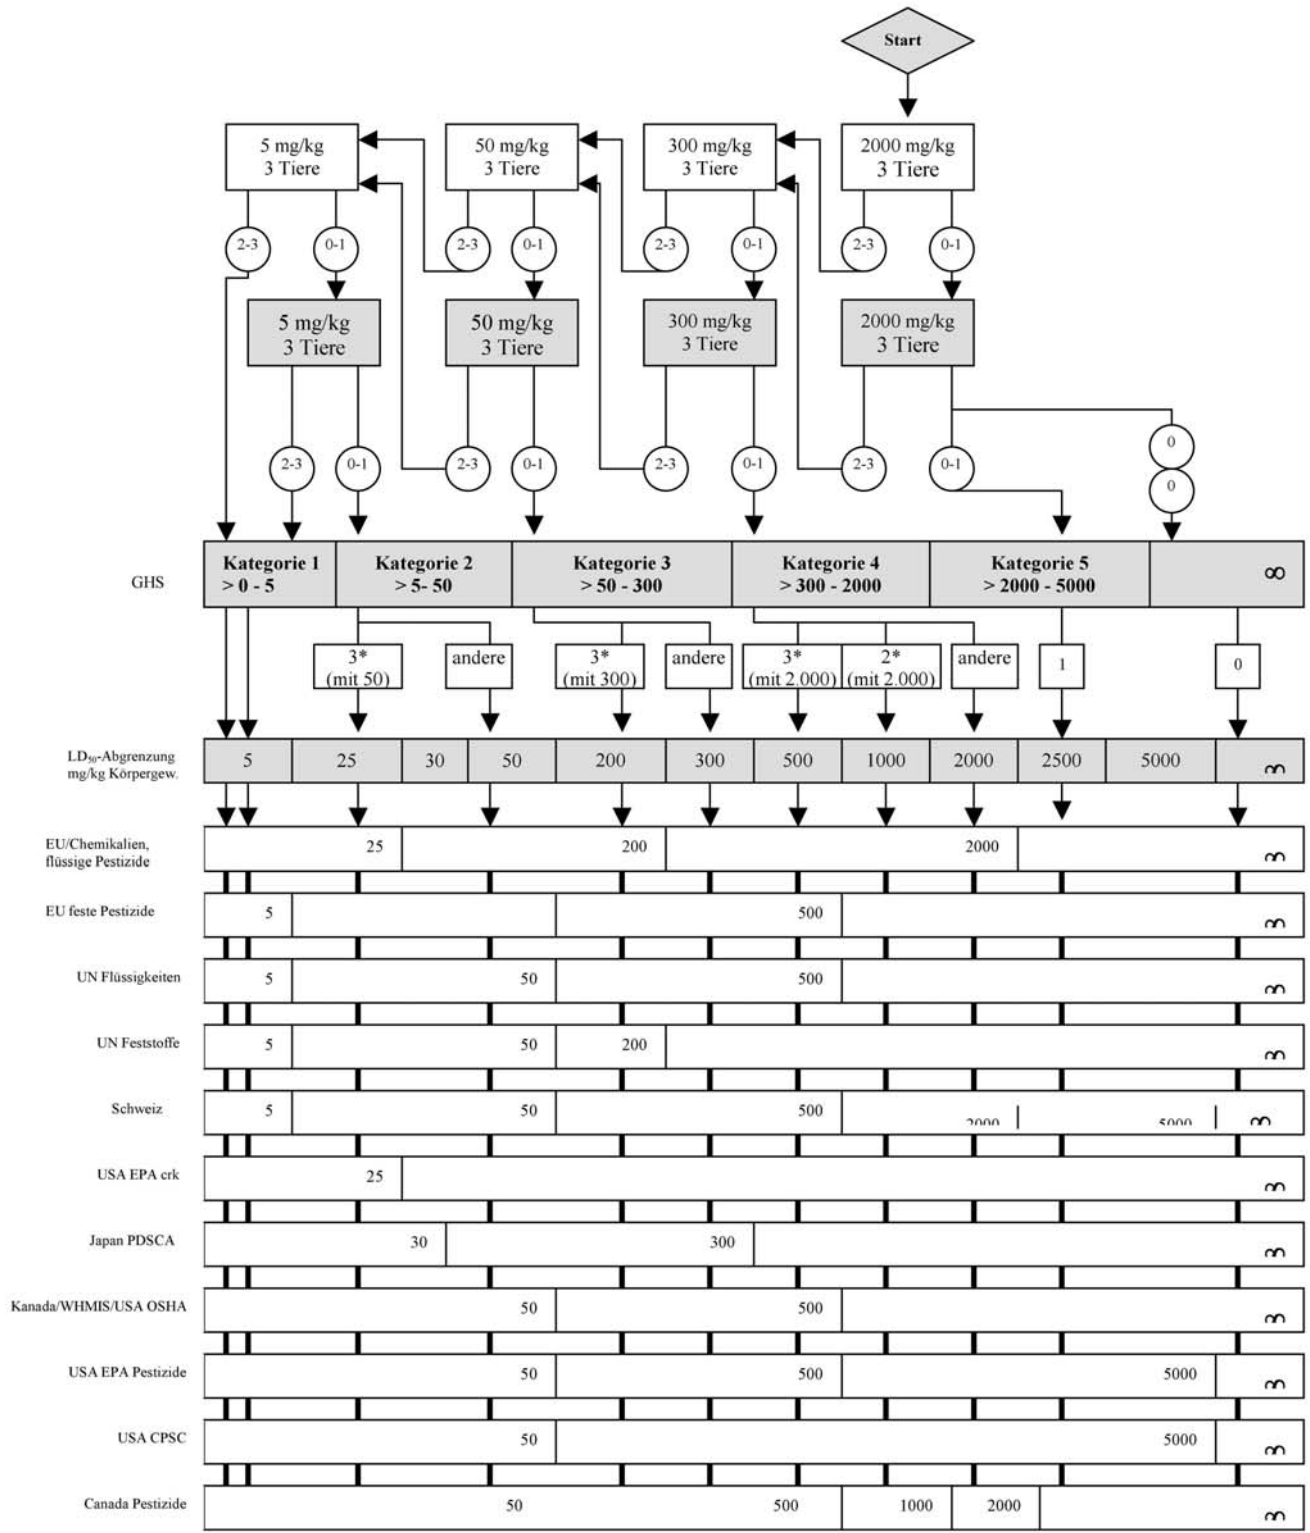 Start
5 mg/kg
3 Tiere
50 mg/kg
3 Tiere
300 mg/kg
3 Tiere
2000 mg/kg
3 Tiere
2-3
0-1
2-3
0-1
2-3
0-1
2-3
0-1
5 mg/kg
3 Tiere
50 mg/kg
3 Tiere
300 mg/kg
3 Tiere
2000 mg/kg
3 Tiere
2-3
0-1
2-3
0-1
2-3
0-1
2-3
0-1
0
0
GHS
Kategorie 1
> 0 - 5
Kategorie 2
> 5- 50
Kategorie 3
> 50 - 300
Kategorie 4
> 300 - 2000
Kategorie 5
> 2000 - 5000
∞
3*
(mit 50)
andere
3*
(mit 300)
andere
3*
(mit 2.000)
2*
(mit 2.000)
andere
1
0
LD₅₀-Abgrenzung
mg/kg Körpergew.
5 25 30 50 200 300 500 1000 2000 2500 5000 ∞
EU/Chemikalien,
flüssige Pestizide
25 200 2000 ∞
EU feste Pestizide 5 500 ∞
UN Flüssigkeiten 5 50 500 ∞
UN Feststoffe 5 50 200 ∞
Schweiz 5 50 500 2000 5000 ∞
USA EPA crk 25 ∞
Japan PDSCA 30 300 ∞
Kanada/WHMIS/USA OSHA 50 500 ∞
USA EPA Pestizide 50 500 5000 ∞
USA CPSC 50 5000 ∞
Canada Pestizide 50 500 1000 2000 ∞